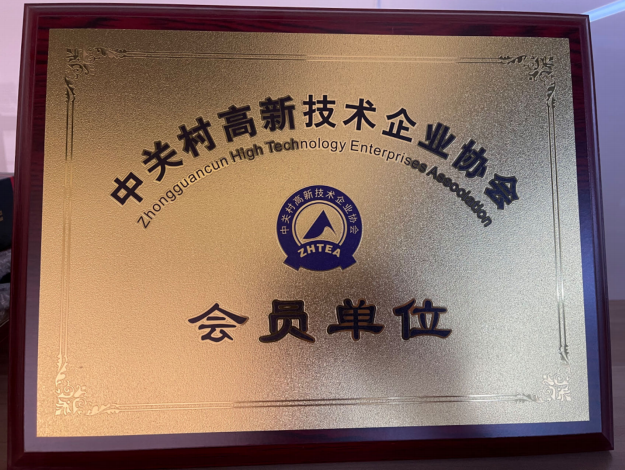 中关村高新技术企业协会
Zhongguancun High Technology Enterprises Association
中关村高新技术企业协会
ZHTEA
会员单位